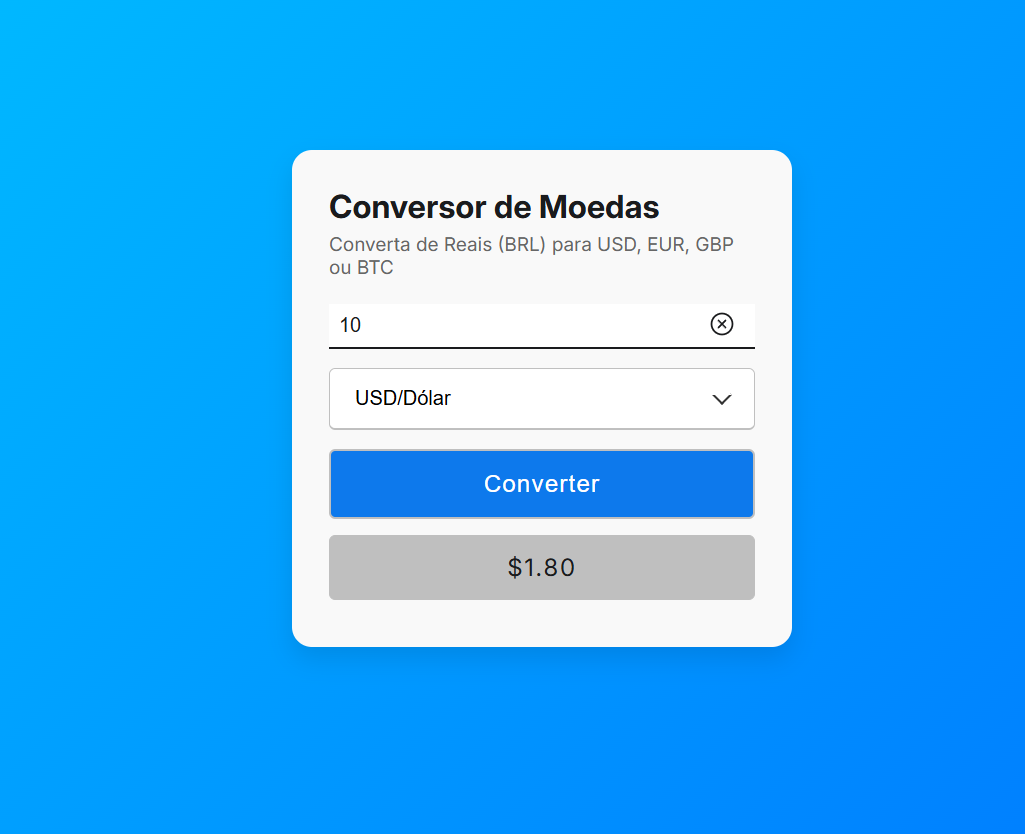 Conversor de Moedas
Converta de Reais (BRL) para USD, EUR, GBP
ou BTC
10
USD/Dólar
Converter
$1.80